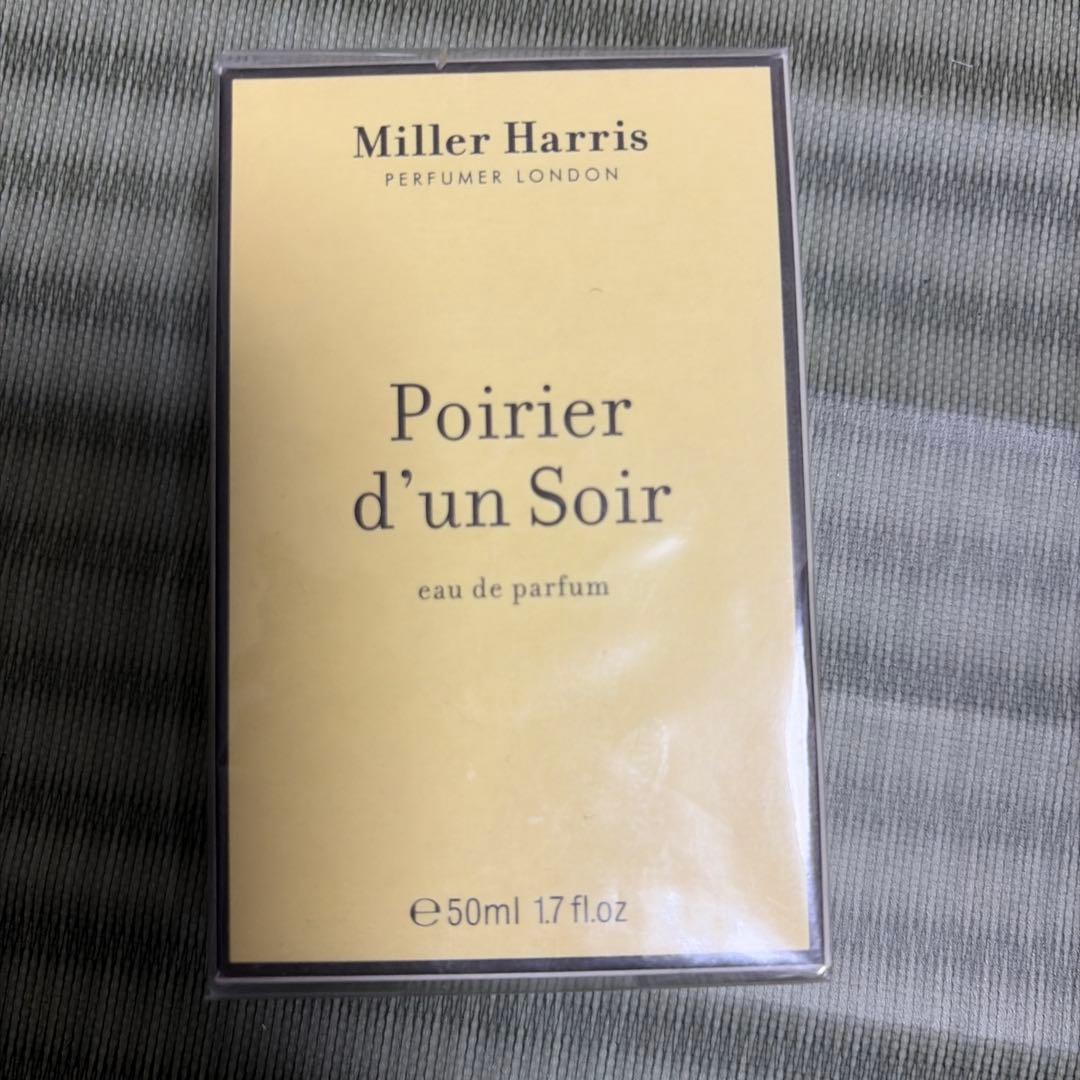 Miller Harris
PERFUMER LONDON
Poirier
d'un Soir
eau de parfum
℮50ml 1.7 fl.oz